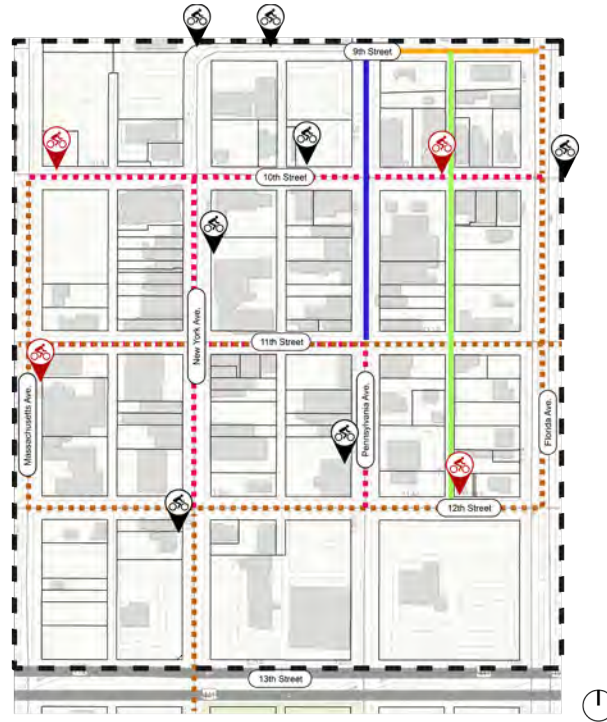 9th Street
10th Street
New York Ave.
11th Street
Massachusetts Ave.
Pennsylvania Ave.
Florida Ave.
12th Street
13th Street